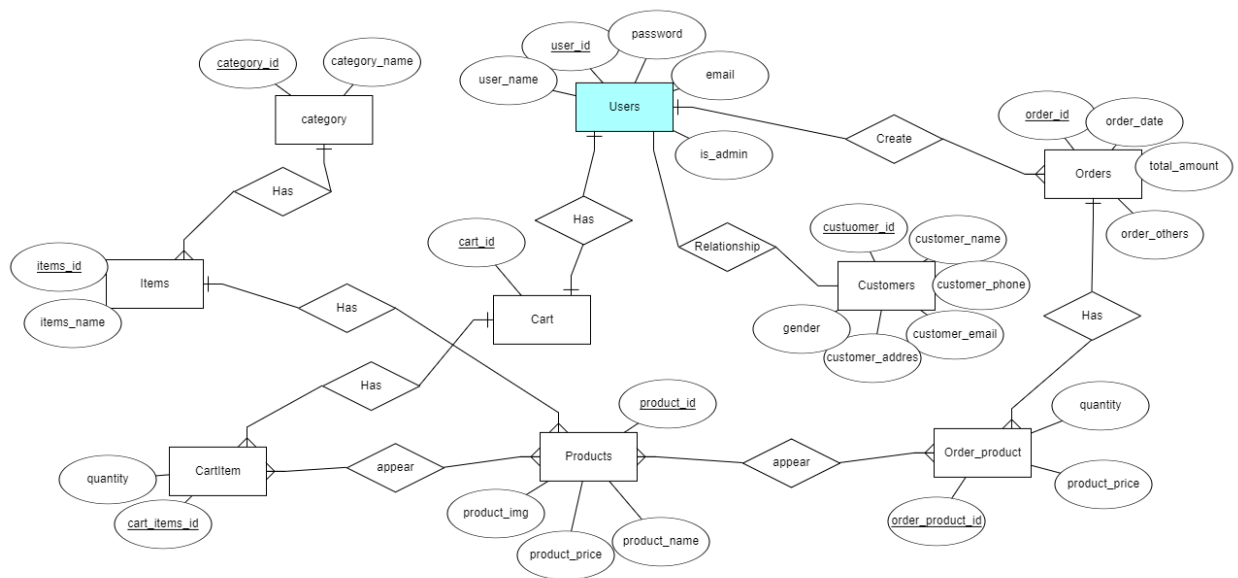 password
user_id
category_id
category_name
user_name
email
Users
category
order_id
order_date
Create
is_admin
total_amount
Orders
Has
Has
cart_id
custuomer_id
order_others
customer_name
Relationship
items_id
Items
Customers
customer_phone
Has
Cart
Has
items_name
gender
customer_email
customer_addres
Has
product_id
quantity
Products
Order_product
CartItem
appear
appear
quantity
product_price
product_img
cart_items_id
order_product_id
product_name
product_price